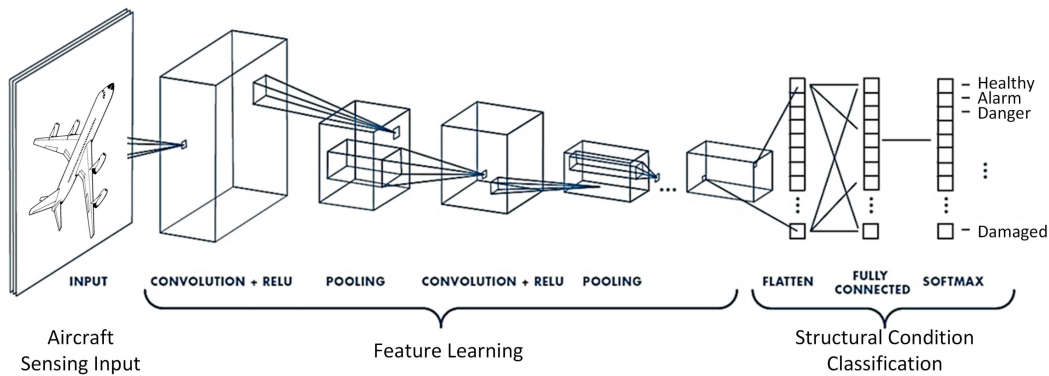 Healthy
Alarm
Danger
Damaged
INPUT
CONVOLUTION + RELU
POOLING
CONVOLUTION + RELU
POOLING
FLATTEN
FULLY
CONNECTED
SOFTMAX
Aircraft
Sensing Input
Feature Learning
Structural Condition
Classification